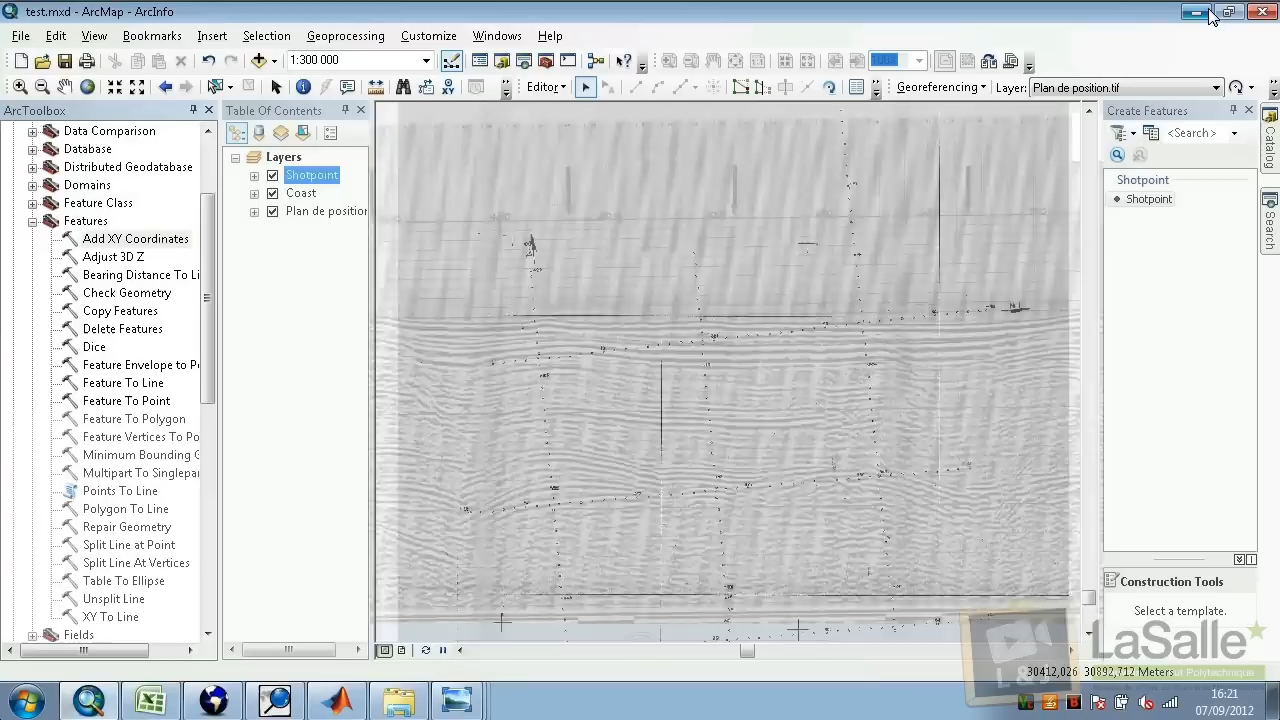 test.mxd - ArcMap - ArcInfo
File Edit View Bookmarks Insert Selection Geoprocessing Customize Windows Help
1:300 000
100%
Editor
Georeferencing
Layer:
Plan de position.tif
ArcToolbox
Data Comparison
Database
Distributed Geodatabase
Domains
Feature Class
Features
Add XY Coordinates
Adjust 3D Z
Bearing Distance To Li
Check Geometry
Copy Features
Delete Features
Dice
Feature Envelope To P
Feature To Line
Feature To Point
Feature To Polygon
Feature Vertices To Po
Minimum Bounding G
Multipart To Singlepar
Points To Line
Polygon To Line
Repair Geometry
Split Line at Point
Split Line At Vertices
Table To Ellipse
Unsplit Line
XY To Line
Fields
Table Of Contents
Layers
Shotpoint
Coast
Plan de position
Create Features
<Search>
Shotpoint
Shotpoint
Construction Tools
Select a template.
Catalog
Search
30412,026 30892,712 Meters
LaSalle
ut Polytechnique
L &
16:21
07/09/2012